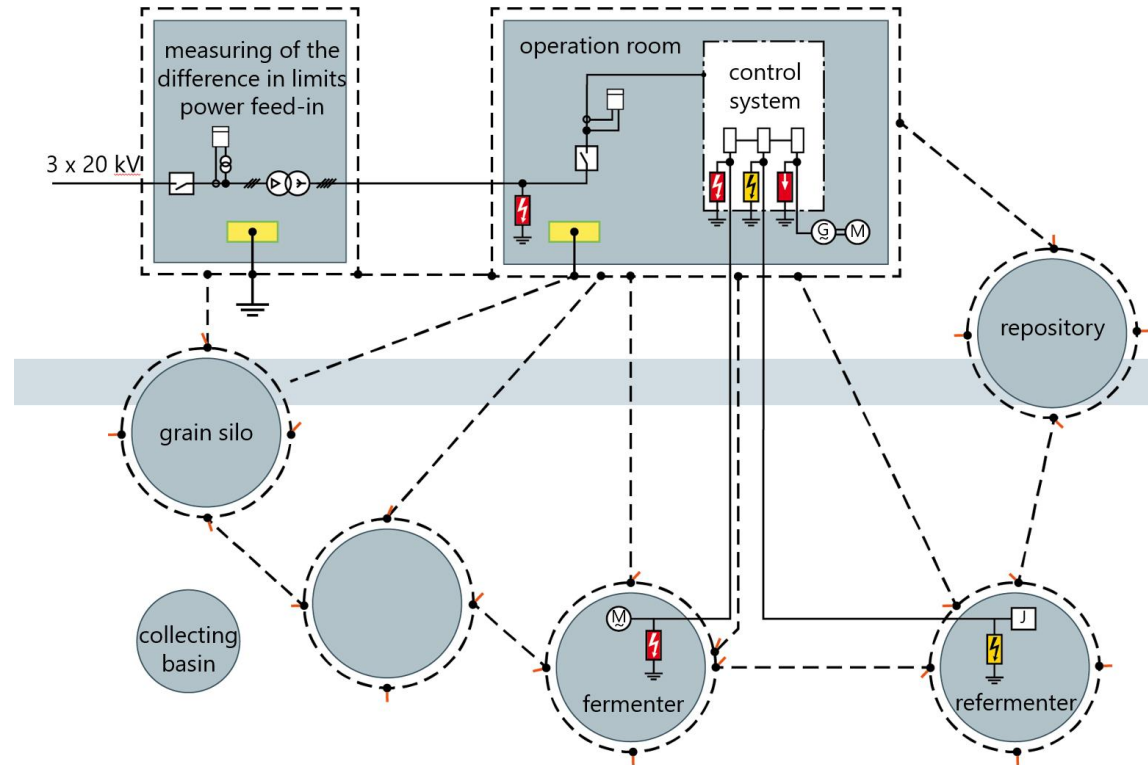 measuring of the
difference in limits
power feed-in
3 x 20 kV
operation room
control
system
G
~
M
repository
grain silo
collecting
basin
M
~
fermenter
J
refermenter